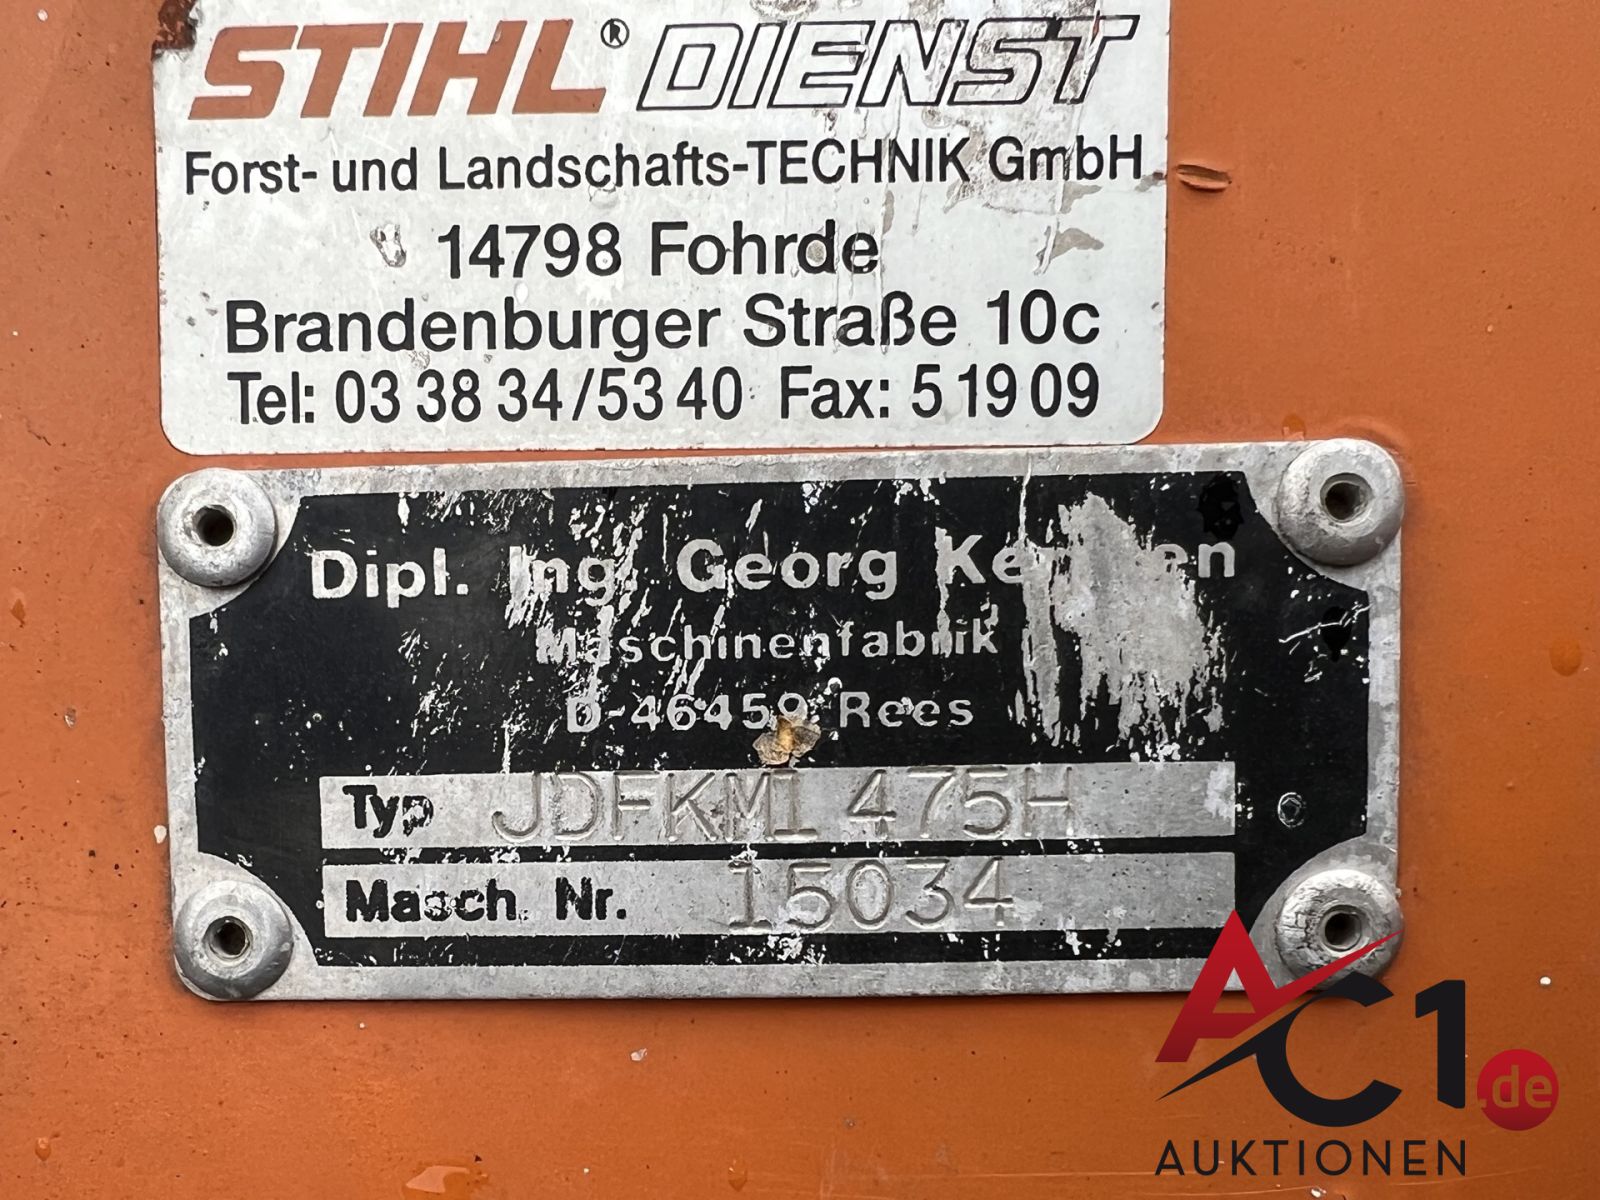 STIHL® DIENST
Forst- und Landschafts-TECHNIK GmbH
14798 Fohrde
Brandenburger Straße 10c
Tel: 03 38 34/53 40 Fax: 5 19 09
Dipl. Ing. Georg
Maschinenfabrik
D-46459 Rees
Typ JDFKM1 475H
Masch. Nr. 15034
AC1.de
AUKTIONEN